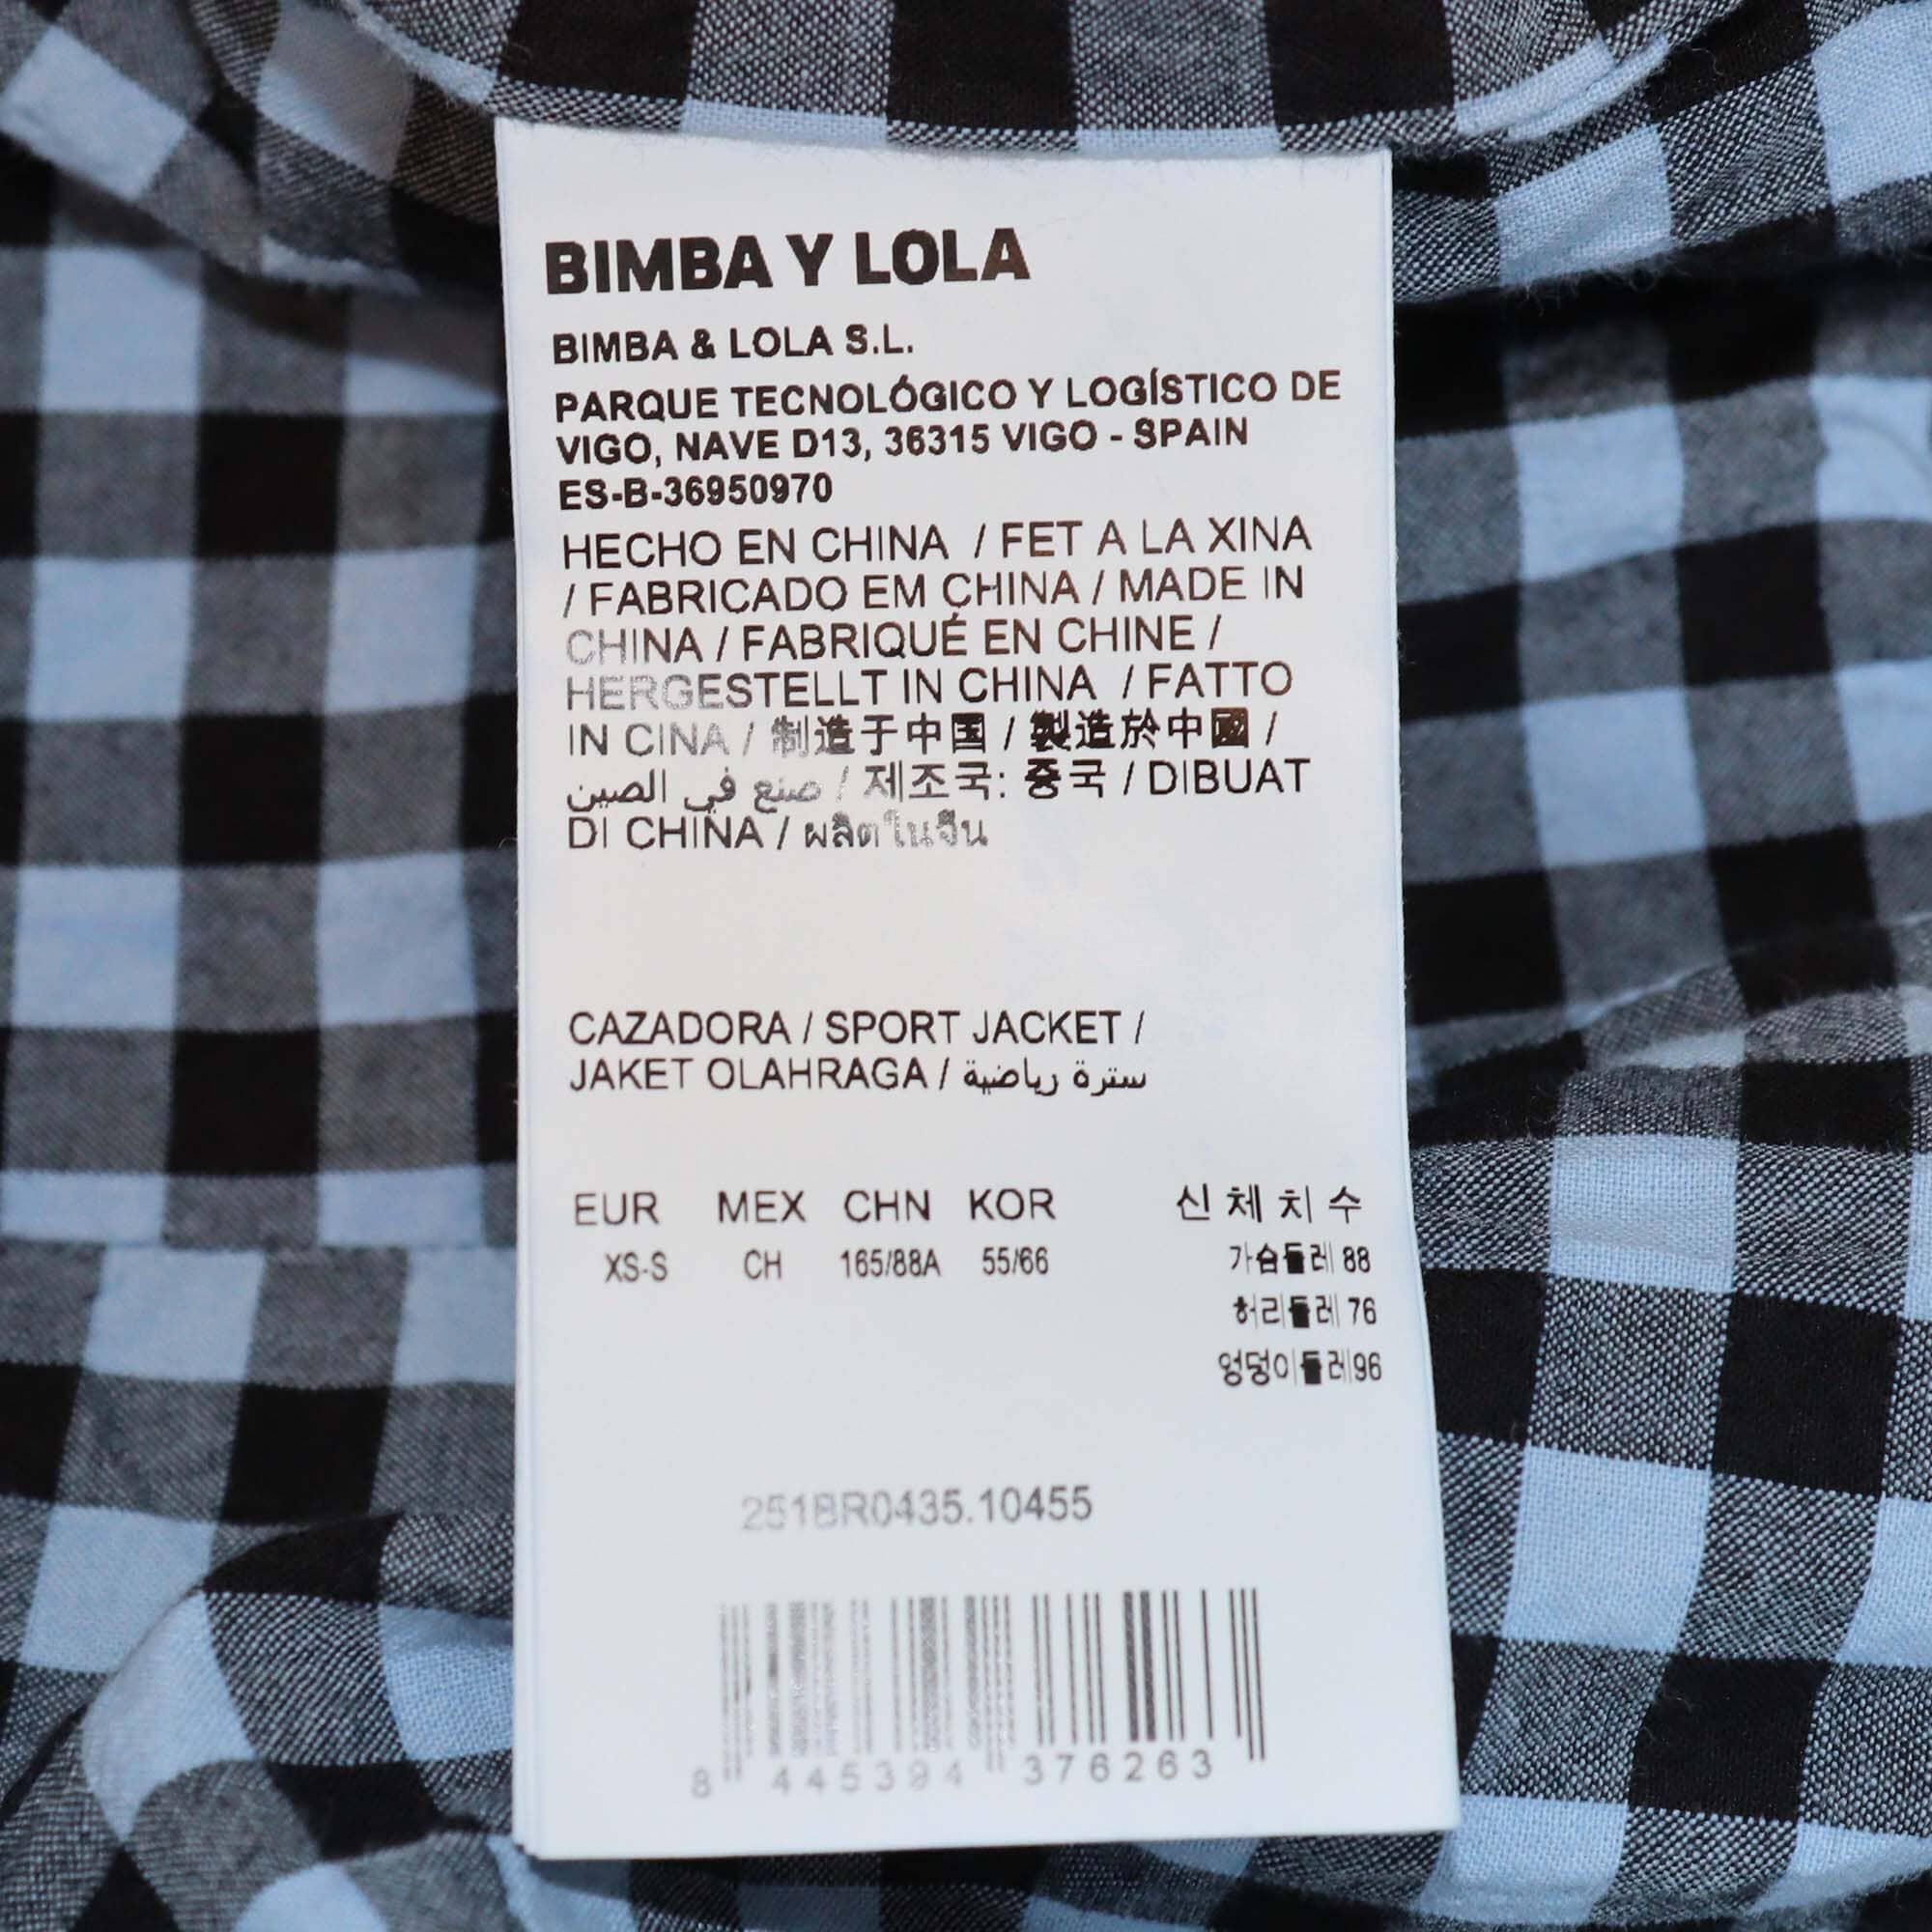 BIMBA Y LOLA
BIMBA & LOLA S.L.
PARQUE TECNOLÓGICO Y LOGÍSTICO DE
VIGO, NAVE D13, 36315 VIGO - SPAIN
ES-B-36950970
HECHO EN CHINA / FET A LA XINA
/ FABRICADO EM CHINA / MADE IN
CHINA / FABRIQUÉ EN CHINE /
HERGESTELLT IN CHINA / FATTO
IN CINA / 制造于中国 / 製造於中國 /
صنع في الصين / 제조국: 중국 / DIBUAT
DI CHINA / ผลิตในจีน
CAZADORA / SPORT JACKET /
JAKET OLAHRAGA / سترة رياضية
EUR MEX CHN KOR 신체치수
XS-S CH 165/88A 55/66 가슴둘레 88
허리둘레 76
엉덩이둘레96
251BR0435.10455
8 445394 376263